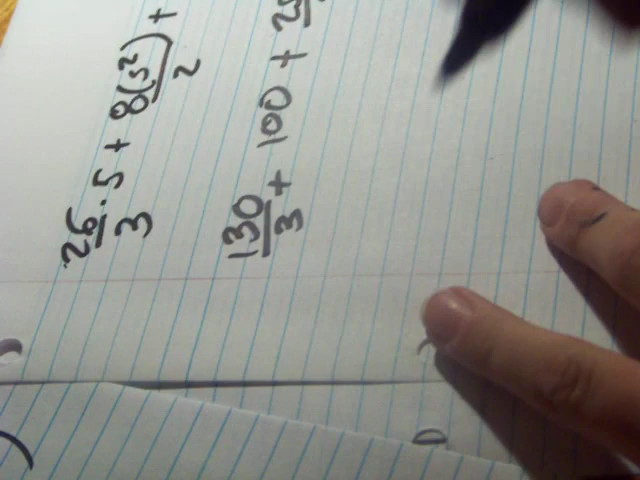 26/3 · 5 + 8(5²)/2 +
130/3 + 100 +